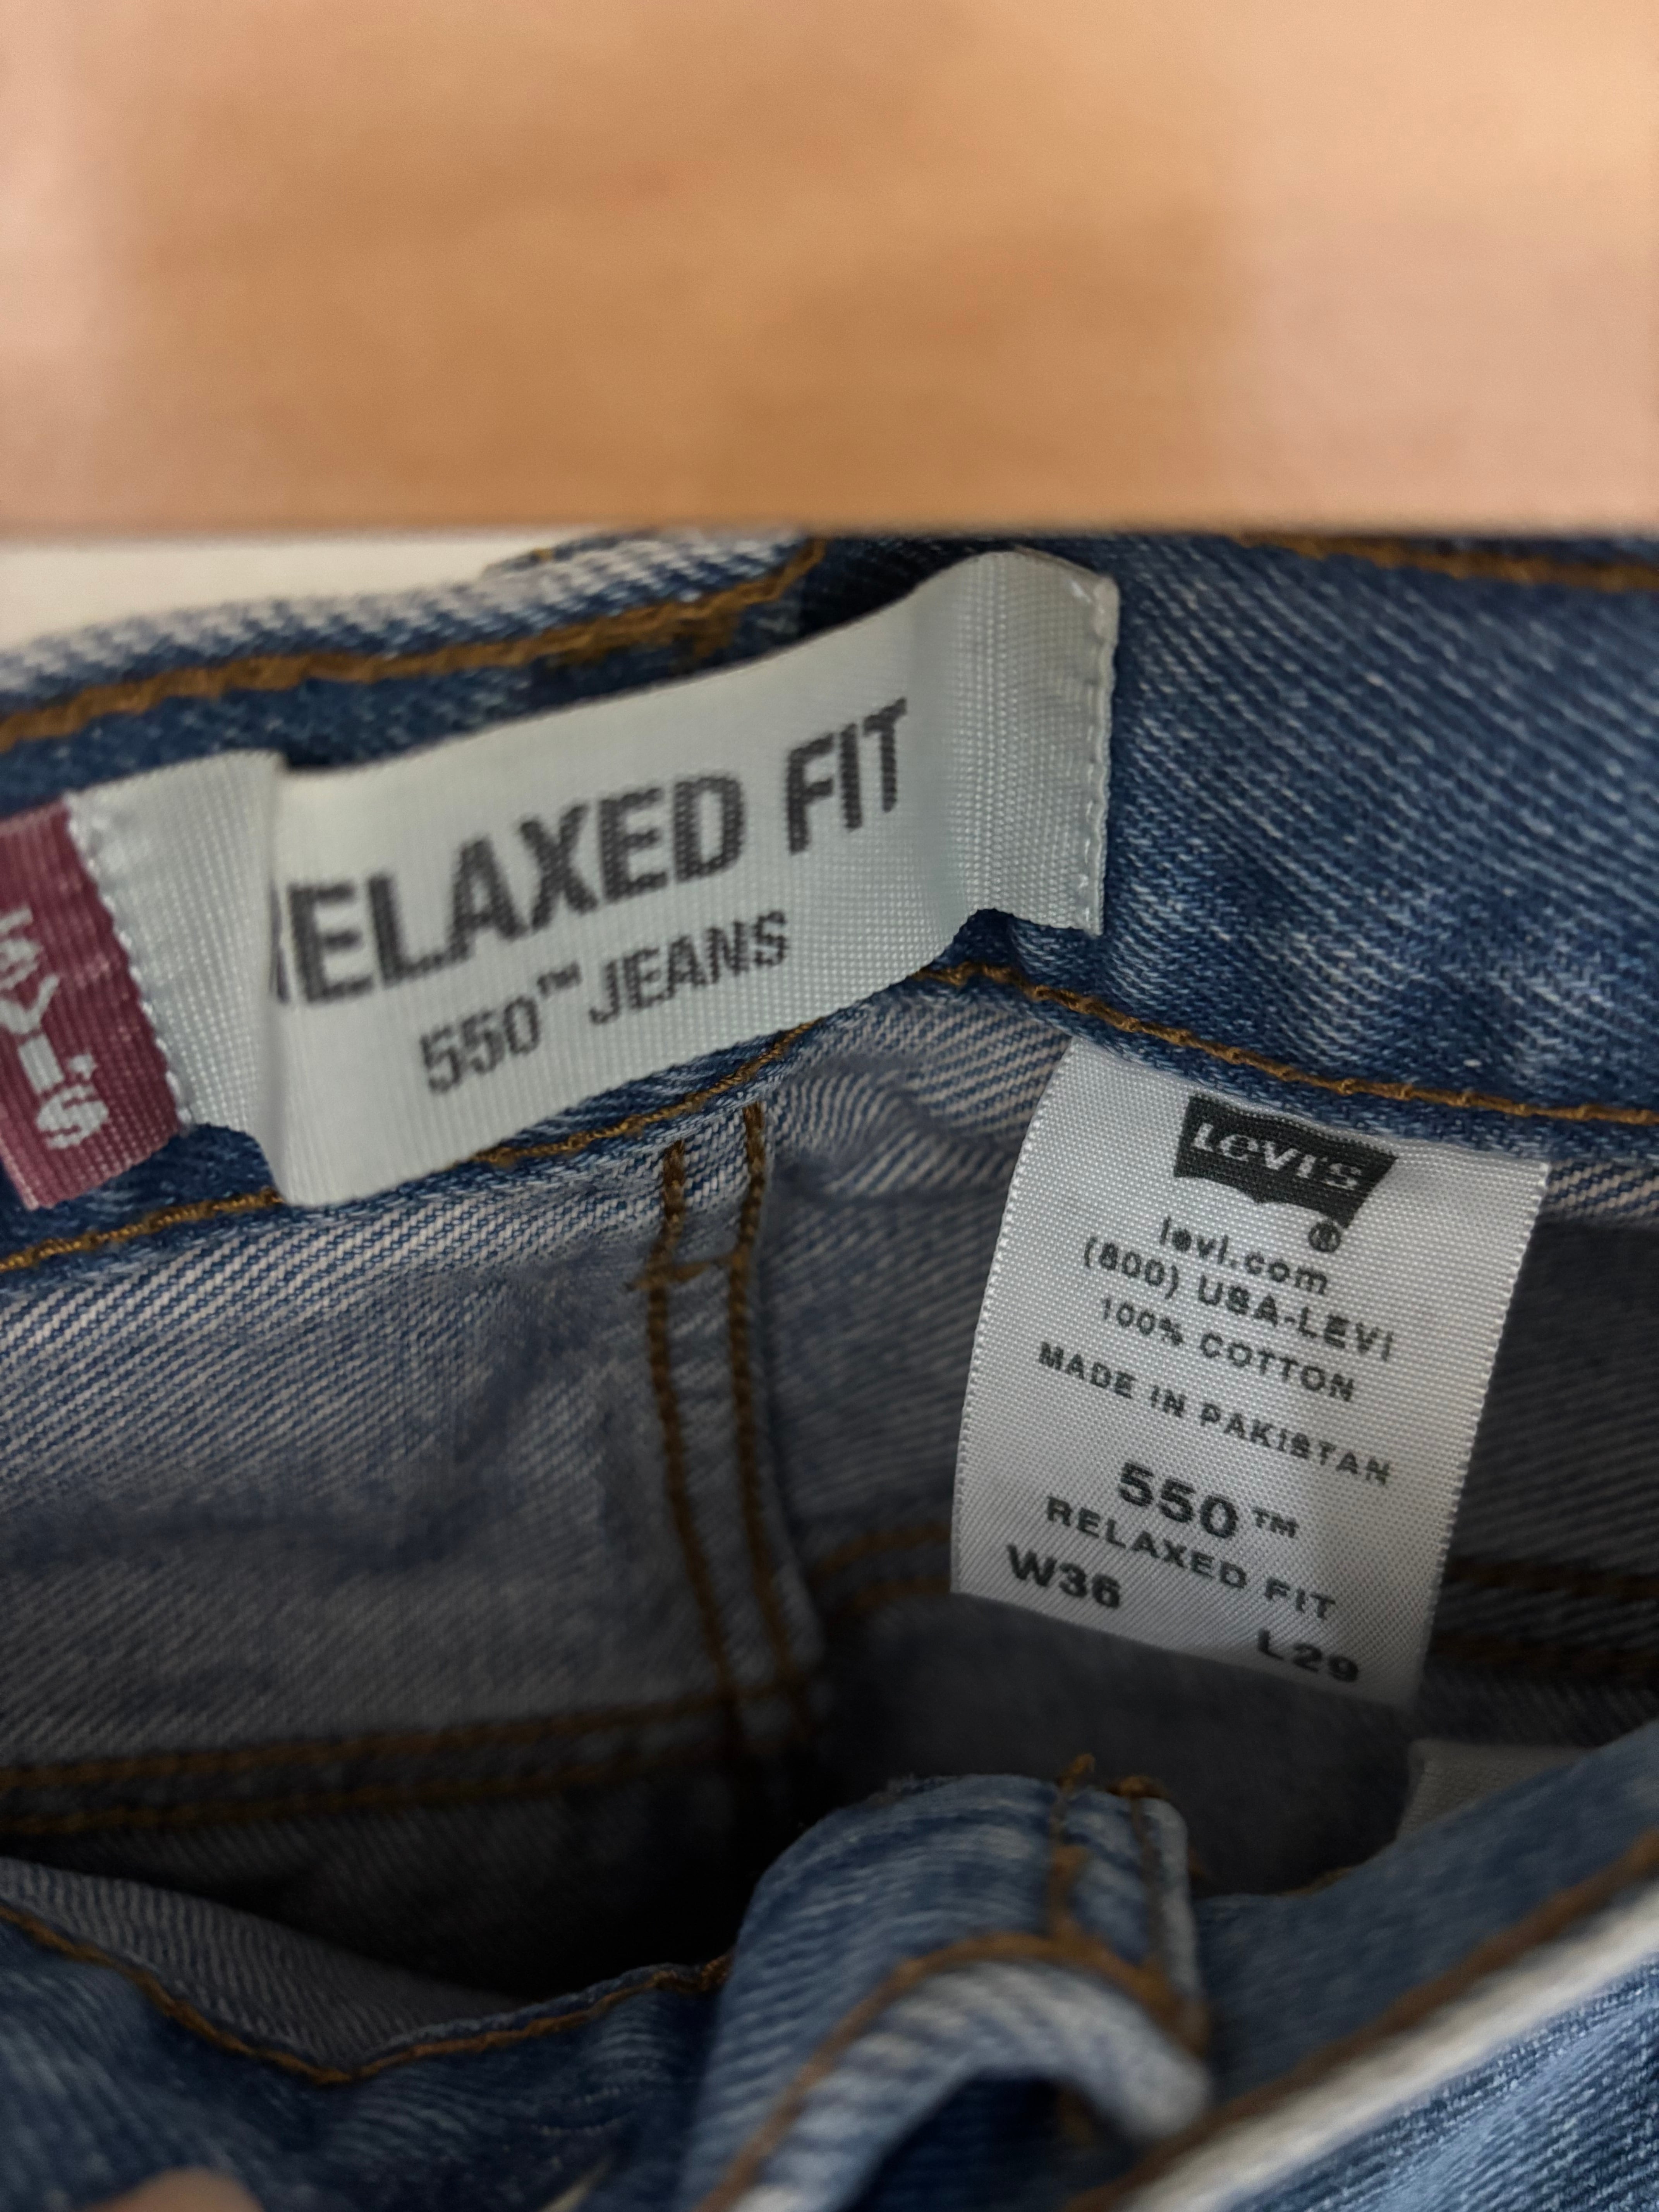 RELAXED FIT
550™ JEANS
LEVI'S
®
levi.com
(800) USA-LEVI
100% COTTON
MADE IN PAKISTAN
550™
RELAXED FIT
W36
L29